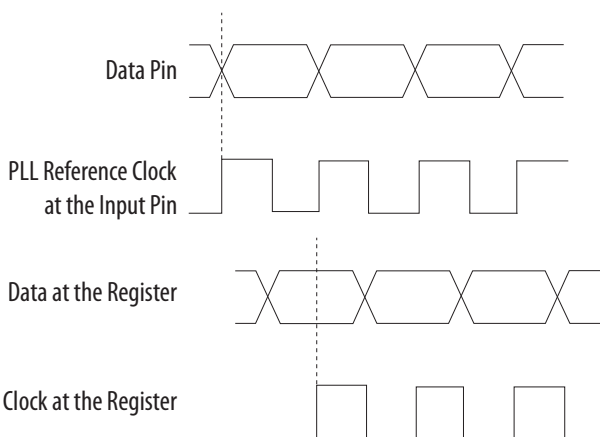 Data Pin
PLL Reference Clock
at the Input Pin
Data at the Register
Clock at the Register